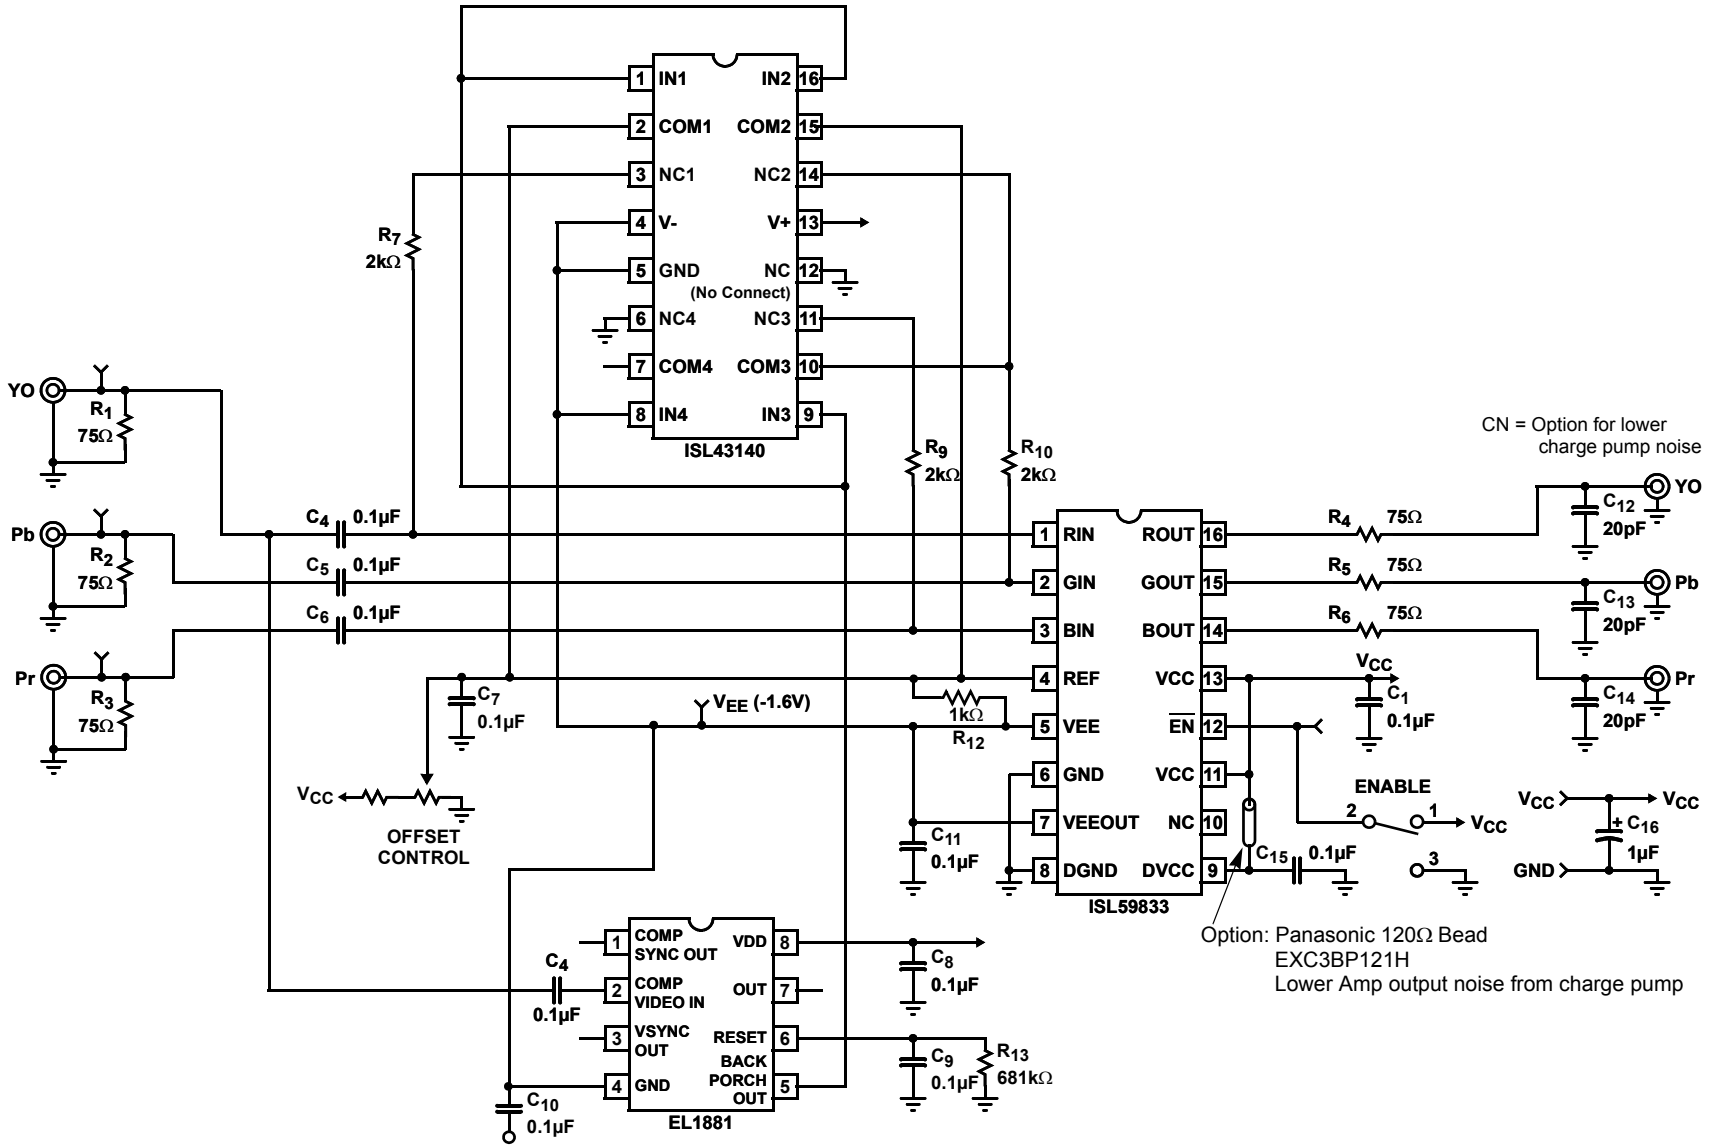 1 IN1 IN2 16
2 COM1 COM2 15
3 NC1 NC2 14
4 V- V+ 13
5 GND NC 12
(No Connect)
6 NC4 NC3 11
7 COM4 COM3 10
8 IN4 IN3 9
ISL43140
R7
2kΩ
R9
2kΩ
R10
2kΩ
YO
R1
75Ω
Pb
R2
75Ω
Pr
R3
75Ω
C4 0.1µF
C5 0.1µF
C6 0.1µF
C7
0.1µF
VEE (-1.6V)
1kΩ
R12
VCC
OFFSET
CONTROL
C11
0.1µF
1 RIN ROUT 16
2 GIN GOUT 15
3 BIN BOUT 14
4 REF VCC 13
5 VEE EN 12
6 GND VCC 11
7 VEEOUT NC 10
8 DGND DVCC 9
ISL59833
CN = Option for lower
charge pump noise
R4 75Ω
R5 75Ω
R6 75Ω
YO
C12
20pF
Pb
C13
20pF
Pr
C14
20pF
VCC
C1
0.1µF
ENABLE
2 1
VCC
3
C15 0.1µF
VCC VCC
+ C16
1µF
GND
Option: Panasonic 120Ω Bead
EXC3BP121H
Lower Amp output noise from charge pump
1 COMP
SYNC OUT
VDD 8
2 COMP
VIDEO IN
OUT 7
3 VSYNC
OUT
RESET 6
4 GND
BACK
PORCH
OUT
5
EL1881
C4
0.1µF
C8
0.1µF
C9
0.1µF
R13
681kΩ
C10
0.1µF